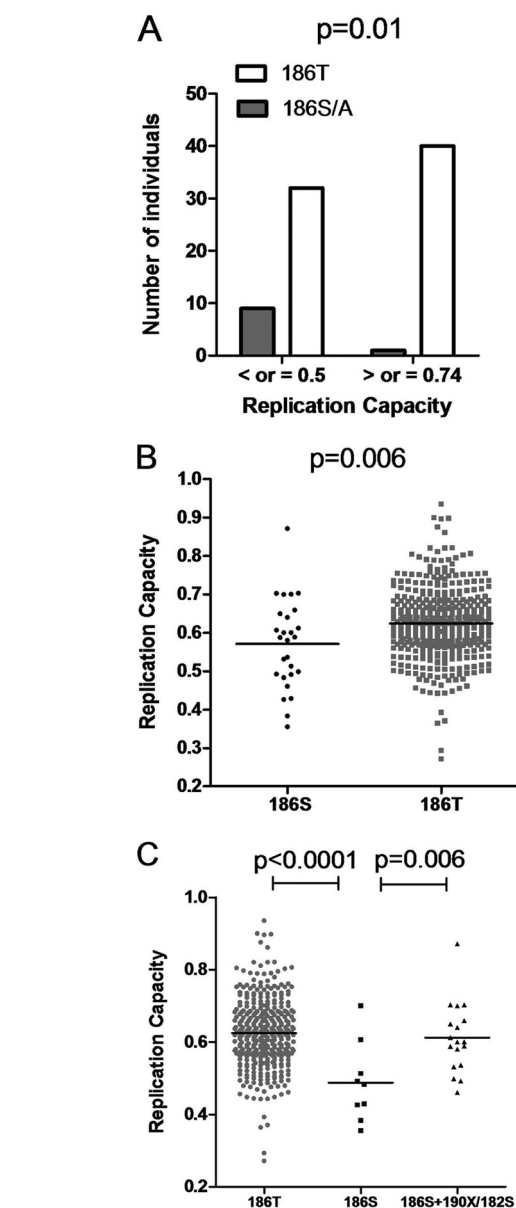 A
p=0.01
186T
186S/A
50
40
30
20
10
0
Number of individuals
< or = 0.5 > or = 0.74
Replication Capacity
B
p=0.006
1.0
0.9
0.8
0.7
0.6
0.5
0.4
0.3
0.2
Replication Capacity
186S 186T
C
p<0.0001 p=0.006
1.0
0.8
0.6
0.4
0.2
Replication Capacity
186T 186S 186S+190X/182S